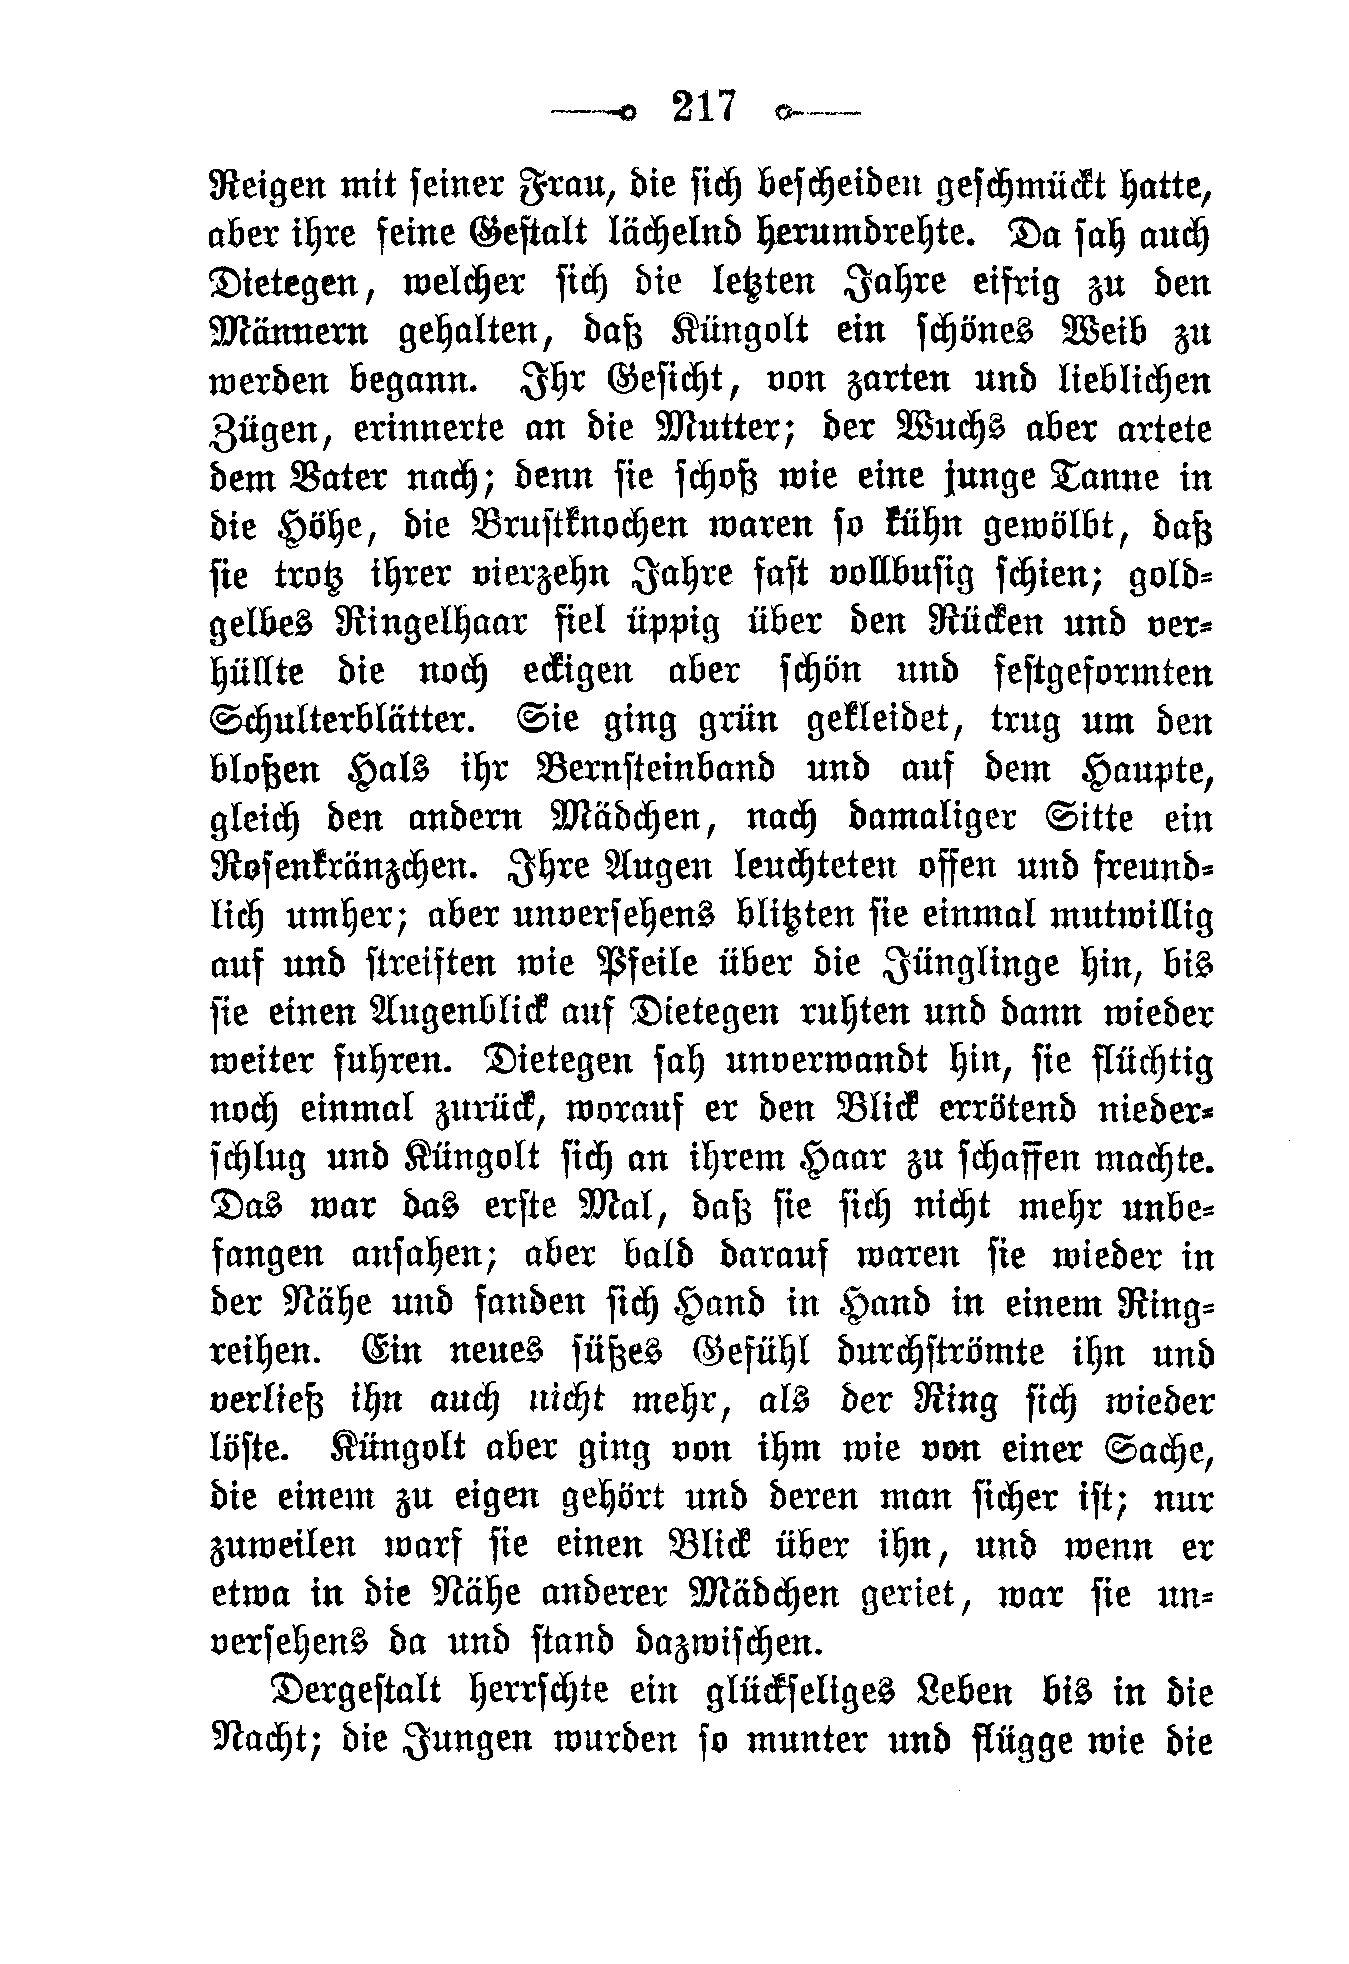 217
Reigen mit seiner Frau, die sich bescheiden geschmückt hatte,
aber ihre feine Gestalt lächelnd herumdrehte. Da sah auch
Dietegen, welcher sich die letzten Jahre eifrig zu den
Männern gehalten, daß Küngolt ein schönes Weib zu
werden begann. Ihr Gesicht, von zarten und lieblichen
Zügen, erinnerte an die Mutter; der Wuchs aber artete
dem Vater nach; denn sie schoß wie eine junge Tanne in
die Höhe, die Brustknochen waren so kühn gewölbt, daß
sie trotz ihrer vierzehn Jahre fast vollbusig schien; gold-
gelbes Ringelhaar fiel üppig über den Rücken und ver-
hüllte die noch eckigen aber schön und festgeformten
Schulterblätter. Sie ging grün gekleidet, trug um den
bloßen Hals ihr Bernsteinband und auf dem Haupte,
gleich den andern Mädchen, nach damaliger Sitte ein
Rosenkränzchen. Ihre Augen leuchteten offen und freund-
lich umher; aber unversehens blitzten sie einmal mutwillig
auf und streiften wie Pfeile über die Jünglinge hin, bis
sie einen Augenblick auf Dietegen ruhten und dann wieder
weiter fuhren. Dietegen sah unverwandt hin, sie flüchtig
noch einmal zurück, worauf er den Blick errötend nieder-
schlug und Küngolt sich an ihrem Haar zu schaffen machte.
Das war das erste Mal, daß sie sich nicht mehr unbe-
fangen ansahen; aber bald darauf waren sie wieder in
der Nähe und fanden sich Hand in Hand in einem Ring-
reihen. Ein neues süßes Gefühl durchströmte ihn und
verließ ihn auch nicht mehr, als der Ring sich wieder
löste. Küngolt aber ging von ihm wie von einer Sache,
die einem zu eigen gehört und deren man sicher ist; nur
zuweilen warf sie einen Blick über ihn, und wenn er
etwa in die Nähe anderer Mädchen geriet, war sie un-
versehens da und stand dazwischen.
Dergestalt herrschte ein glückseliges Leben bis in die
Nacht; die Jungen wurden so munter und flügge wie die